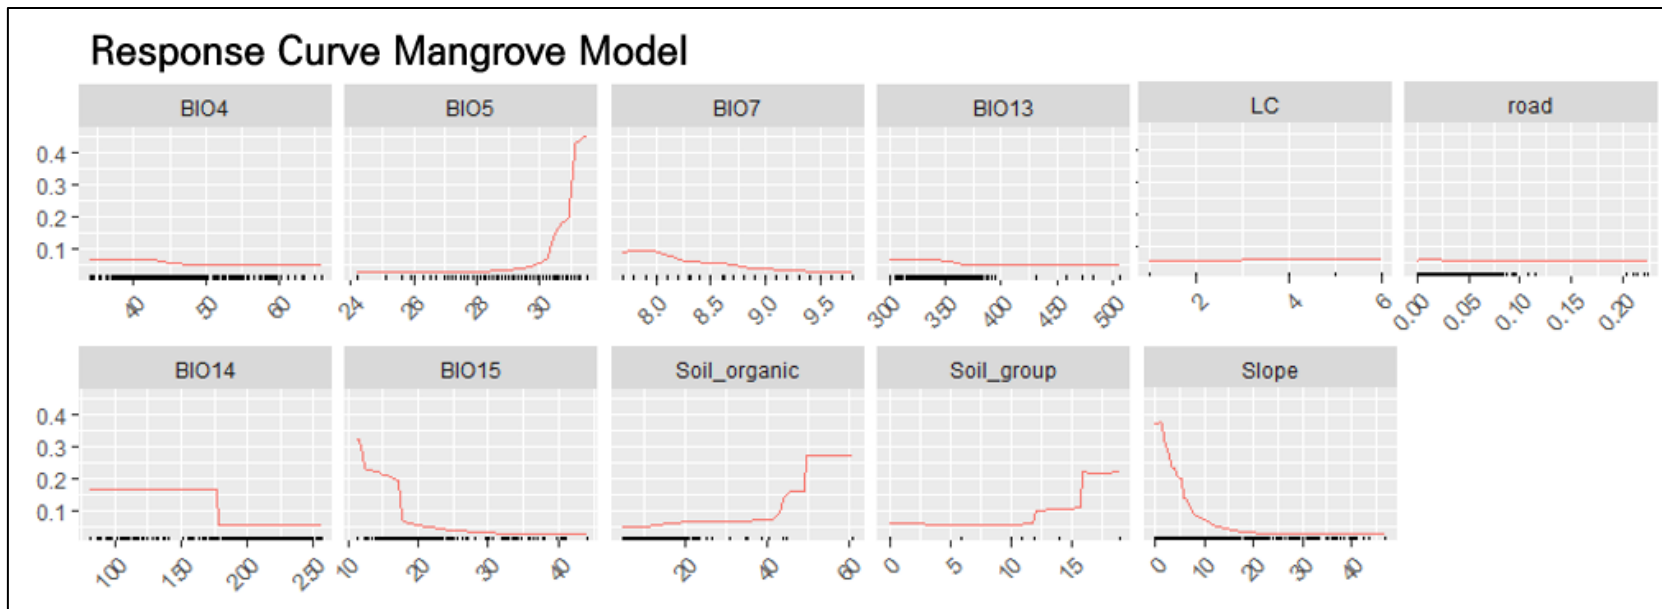 Response Curve Mangrove Model
BIO4 BIO5 BIO7 BIO13 LC road
0.4
0.3
0.2
0.1
40 50 60 24 26 28 30 8.0 8.5 9.0 9.5 300 350 400 450 500 2 4 6 0.00 0.05 0.10 0.15 0.20
BIO14 BIO15 Soil_organic Soil_group Slope
0.4
0.3
0.2
0.1
100 150 200 250 10 20 30 40 20 40 60 0 5 10 15 0 10 20 30 40